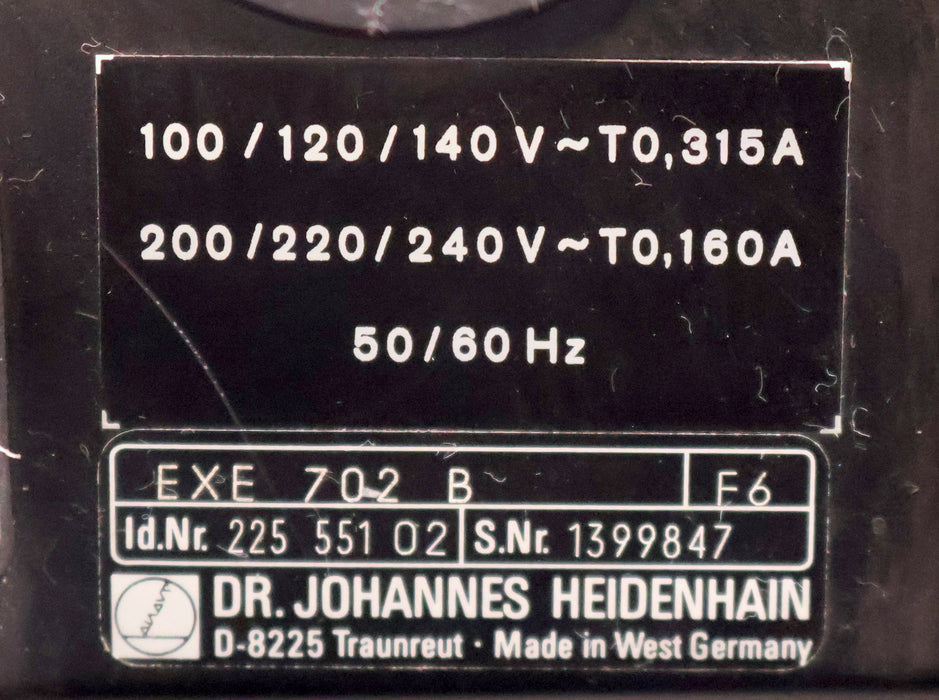 100/120/140 V~T0,315A
200/220/240V~T0,160A
50/60 Hz
EXE 702 B F6
Id.Nr. 225 551 02 S.Nr. 1399847
DR. JOHANNES HEIDENHAIN
D-8225 Traunreut · Made in West Germany